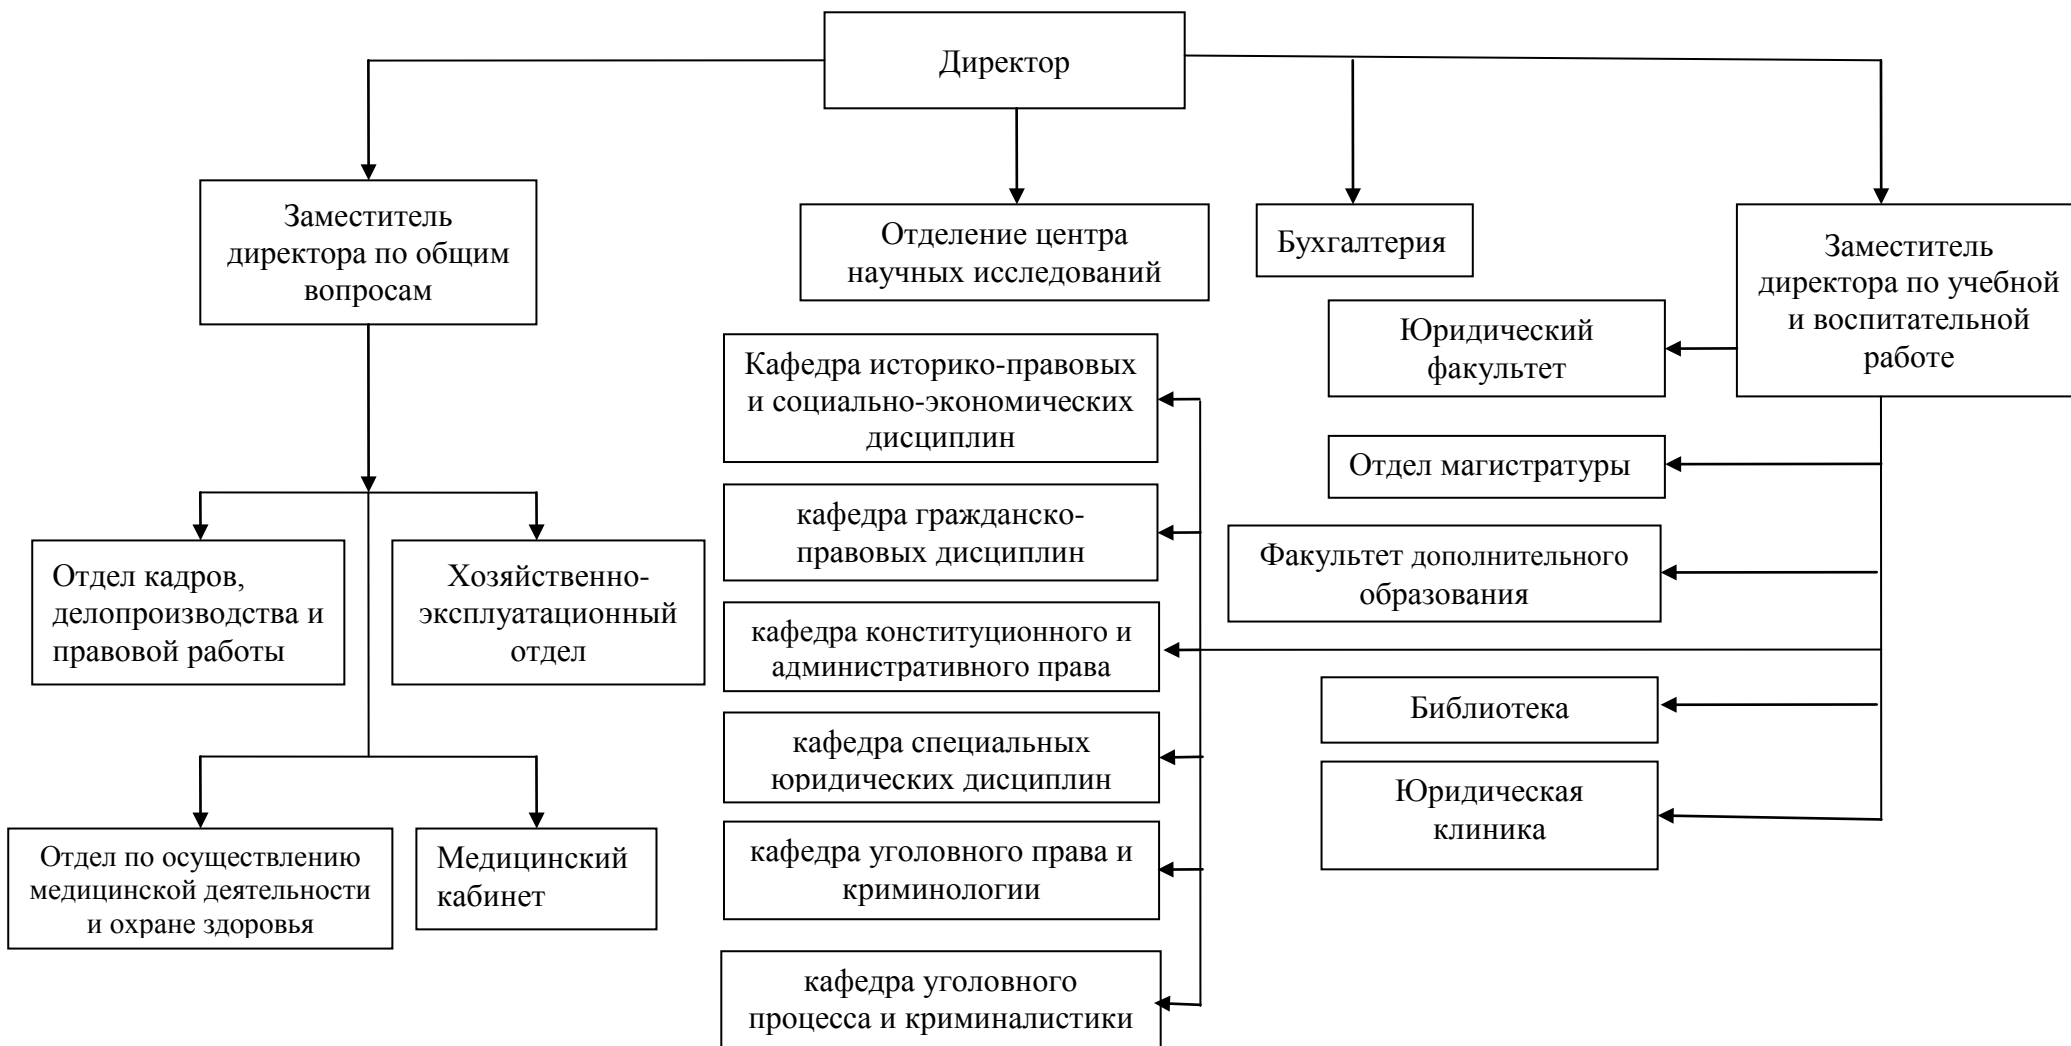 Директор
Заместитель
директора по общим
вопросам
Отделение центра
научных исследований
Бухгалтерия
Заместитель
директора по учебной
и воспитательной
работе
Юридический
факультет
Кафедра историко-правовых
и социально-экономических
дисциплин
Отдел магистратуры
кафедра гражданско-
правовых дисциплин
Факультет дополнительного
образования
Отдел кадров,
делопроизводства и
правовой работы
Хозяйственно-
эксплуатационный
отдел
кафедра конституционного и
административного права
Библиотека
кафедра специальных
юридических дисциплин
Юридическая
клиника
Отдел по осуществлению
медицинской деятельности
и охране здоровья
Медицинский
кабинет
кафедра уголовного права и
криминологии
кафедра уголовного
процесса и криминалистики